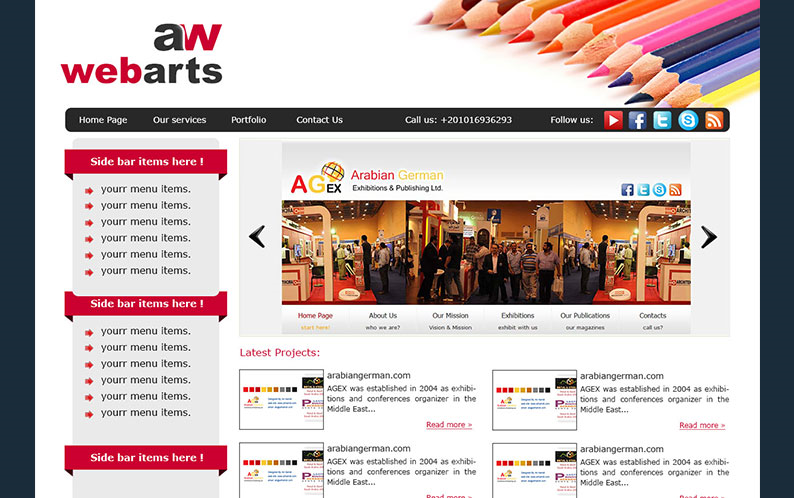 aw
webarts
Home Page Our services Portfolio Contact Us Call us: +201016936293 Follow us:
Side bar items here !
yourr menu items.
yourr menu items.
yourr menu items.
yourr menu items.
yourr menu items.
yourr menu items.
Side bar items here !
yourr menu items.
yourr menu items.
yourr menu items.
yourr menu items.
yourr menu items.
yourr menu items.
Side bar items here !
AGEX
Arabian German
Exhibitions & Publishing Ltd.
Home Page About Us Our Mission Exhibitions Our Publications Contacts
start here! who we are? Vision & Mission exhibit with us our magazines call us?
Latest Projects:
arabiangerman.com
AGEX was established in 2004 as exhibi-
tions and conferences organizer in the
Middle East...
Read more »
arabiangerman.com
AGEX was established in 2004 as exhibi-
tions and conferences organizer in the
Middle East...
Read more »
arabiangerman.com
AGEX was established in 2004 as exhibi-
tions and conferences organizer in the
Middle East...
Read more »
arabiangerman.com
AGEX was established in 2004 as exhibi-
tions and conferences organizer in the
Middle East...
Read more »